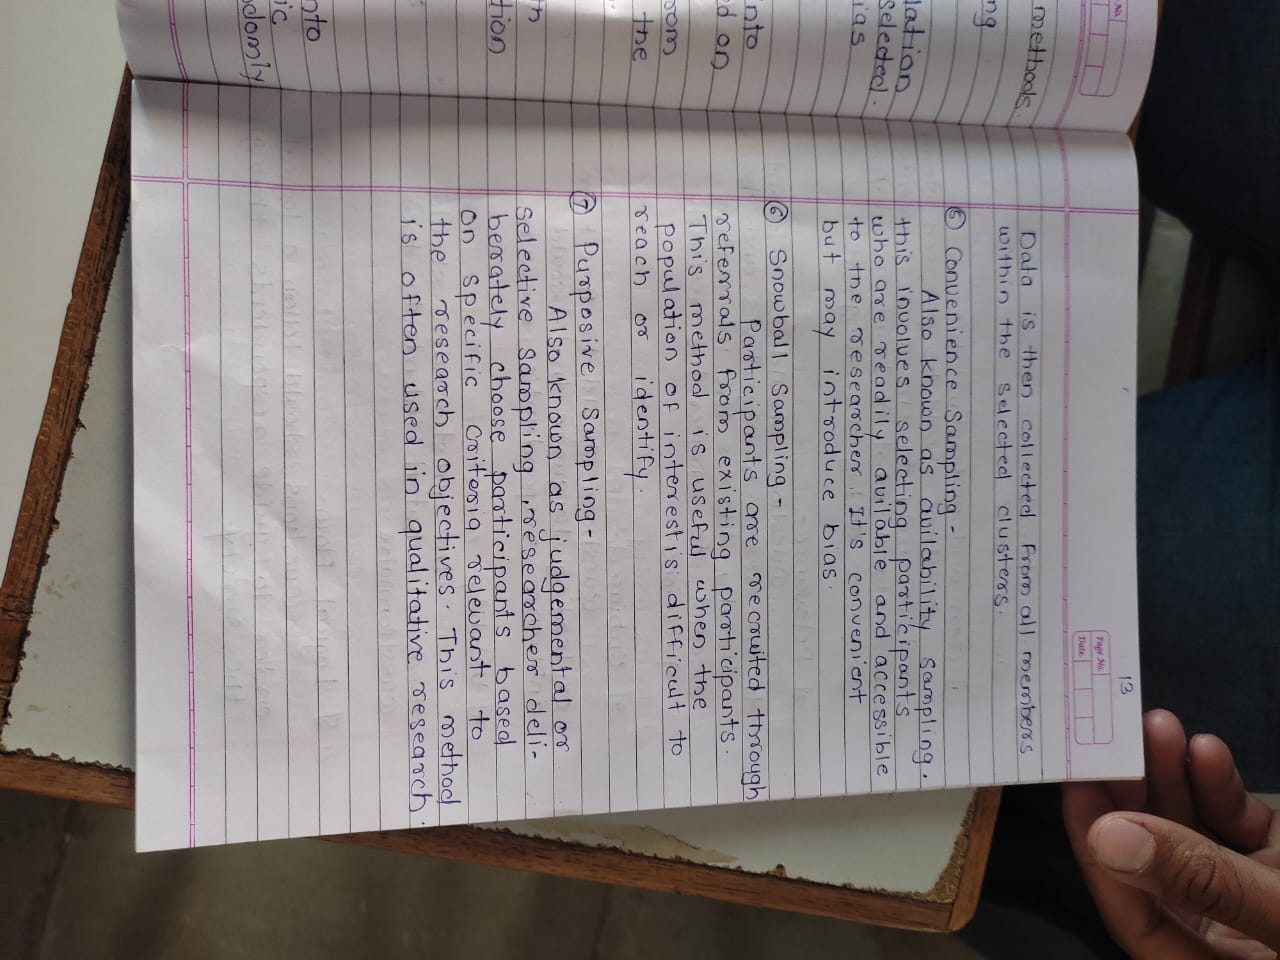 No.
methods.
ng
lation
selected.
ias
nto
ed on
rom
the
th
tion
nto
ic
domly
13
Page No.
Date
Data is then collected from all members
within the selected clusters.
⑤ Convenience Sampling -
Also known as avilability sampling.
this involves selecting participants
who are readily avilable and accessible
to the researcher. It's convenient
but may introduce bias.
⑥ Snowball Sampling -
Participants are recruited through
referrals from existing participants.
This method is useful when the
population of interest is difficult to
reach or identify.
⑦ Purposive Sampling -
Also known as judgemental or
selective sampling, researcher deli-
berately choose participants based
on specific criteria relevant to
the research objectives. This method
is often used in qualitative research.